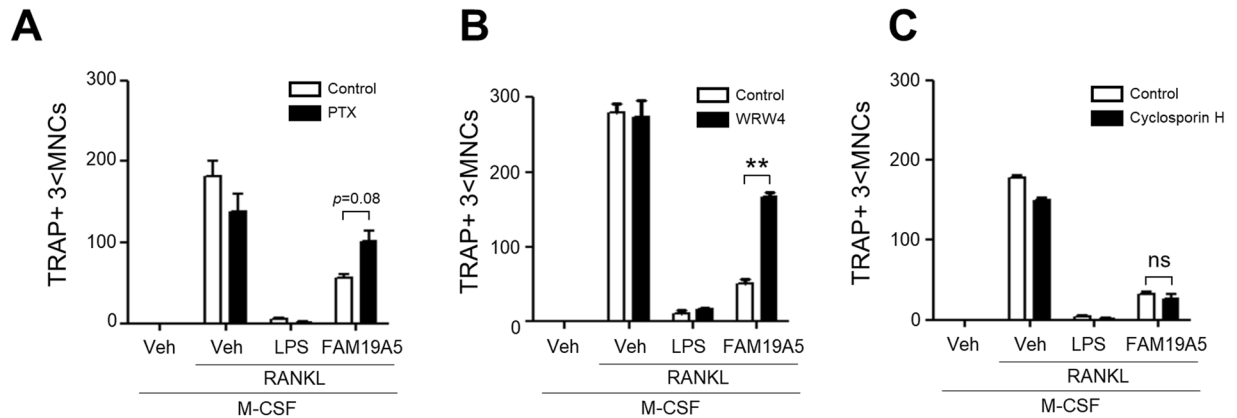 A
TRAP+ 3<MNCs
300
200
100
0
Control
PTX
p=0.08
Veh Veh LPS FAM19A5
RANKL
M-CSF
B
TRAP+ 3<MNCs
300
200
100
0
Control
WRW4
**
Veh Veh LPS FAM19A5
RANKL
M-CSF
C
TRAP+ 3<MNCs
300
200
100
0
Control
Cyclosporin H
ns
Veh Veh LPS FAM19A5
RANKL
M-CSF